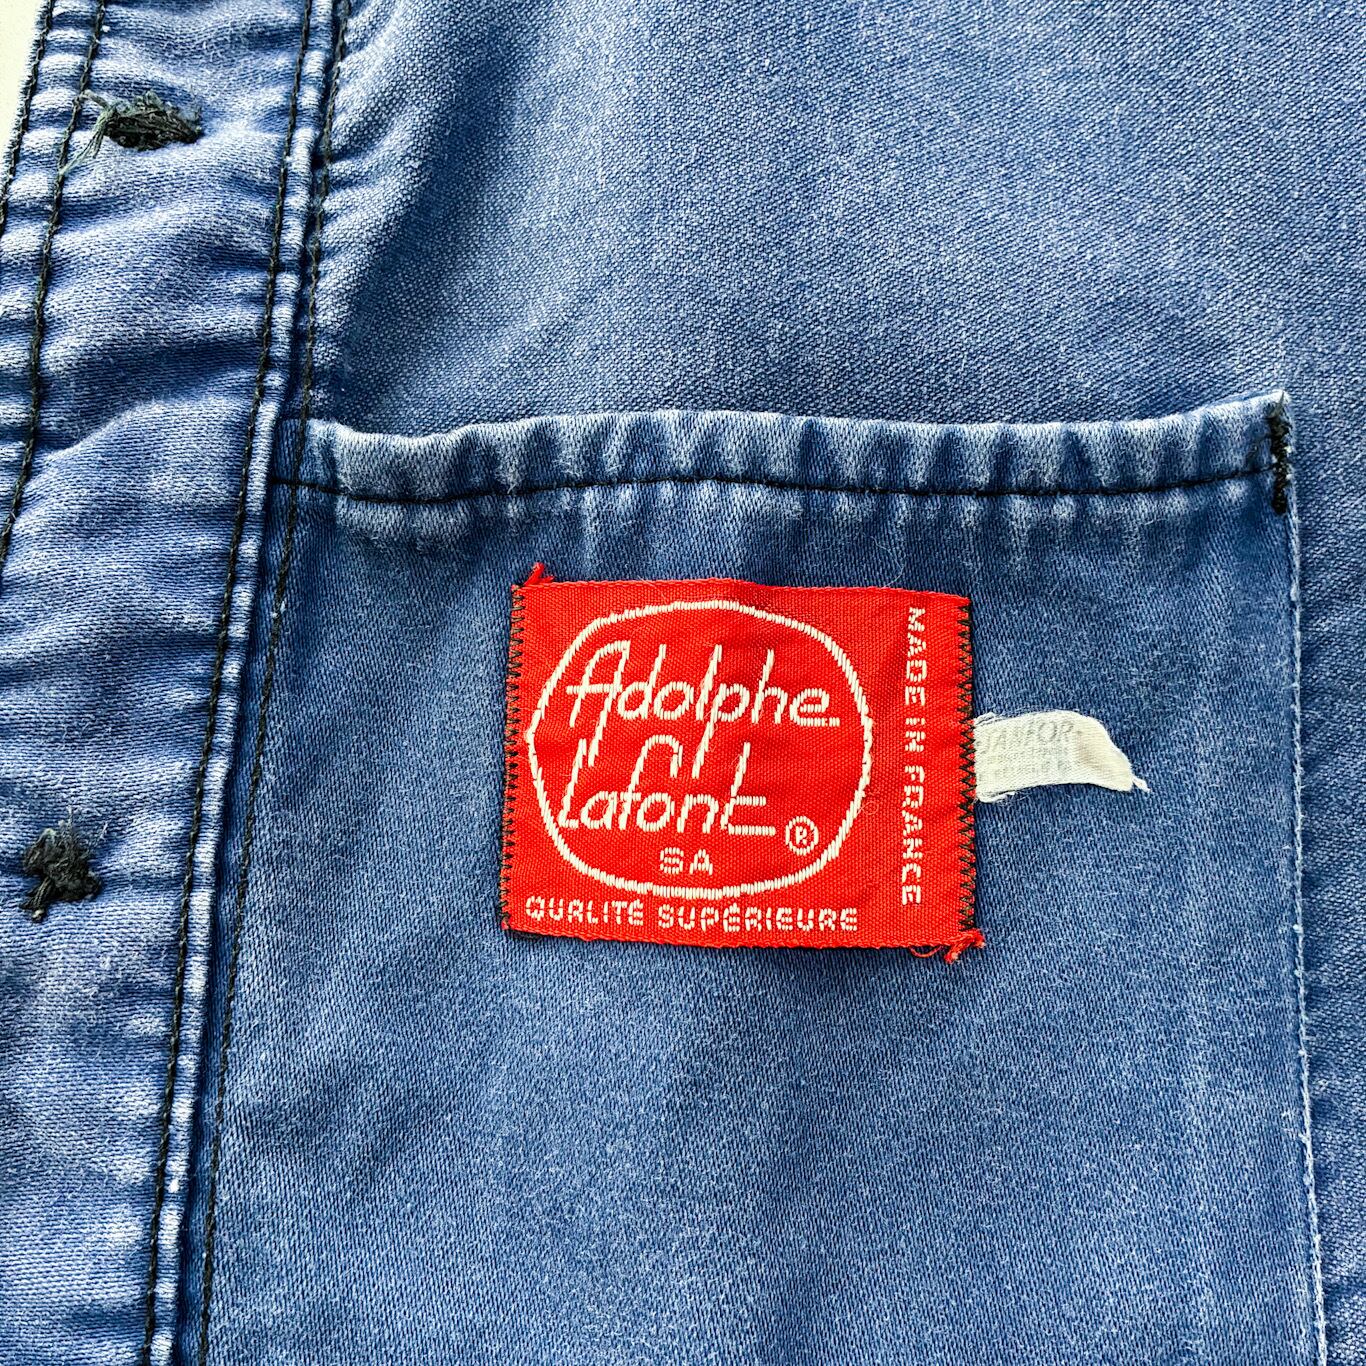 Adolphe
Lafont
®
SA
QUALITÉ SUPÉRIEURE
MADE IN FRANCE